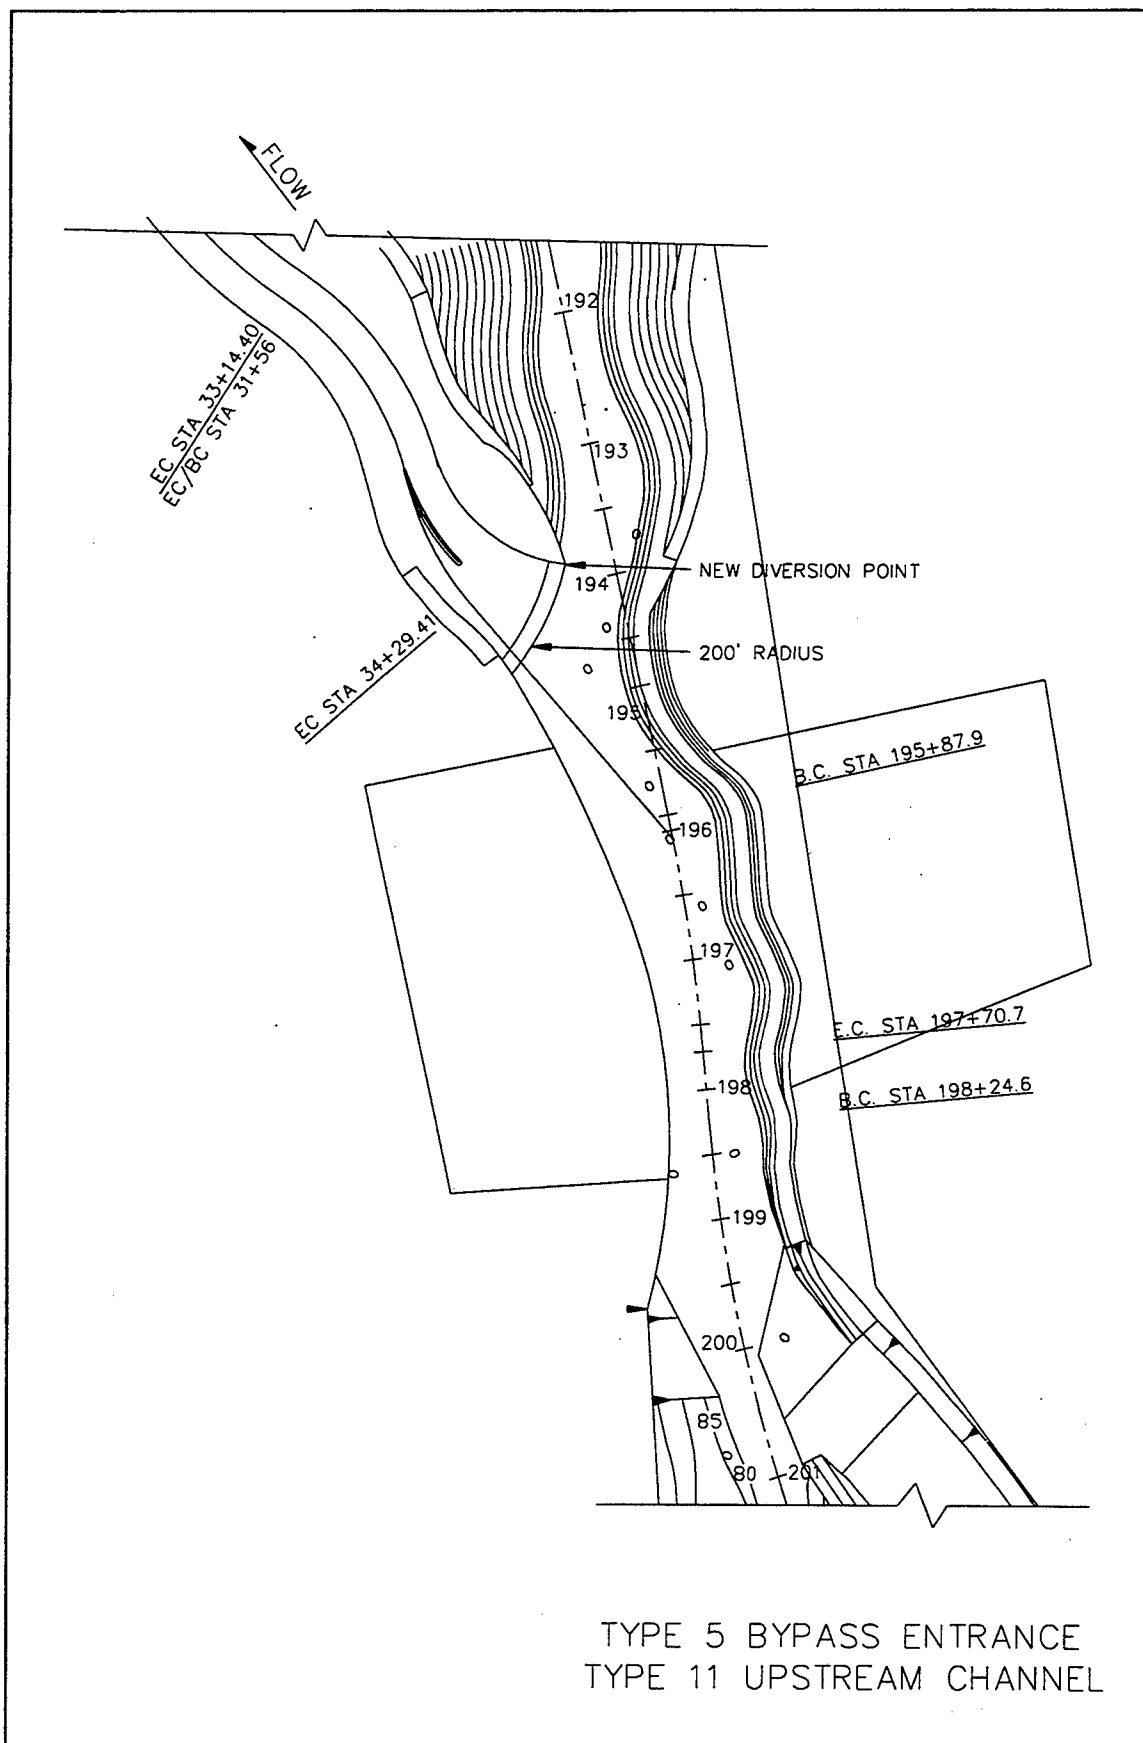 FLOW
192
EC STA 33+14.40
EC/BC STA 31+56
193
NEW DIVERSION POINT
194
200' RADIUS
EC STA 34+29.41
195
B.C. STA 195+87.9
196
197
E.C. STA 197+70.7
198
B.C. STA 198+24.6
199
200
85
80
201
TYPE 5 BYPASS ENTRANCE
TYPE 11 UPSTREAM CHANNEL